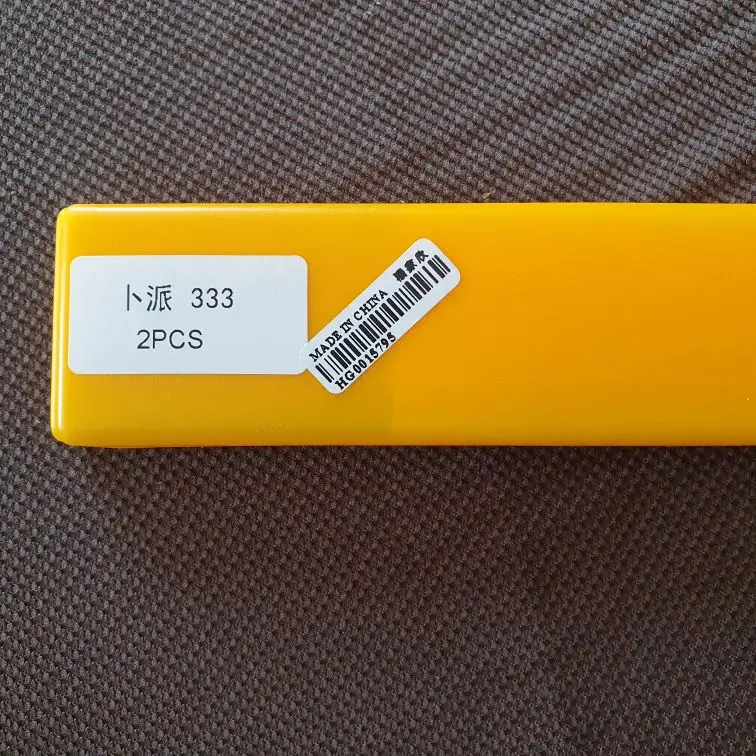 卜派 333
2PCS
MADE IN CHINA
HG0015795